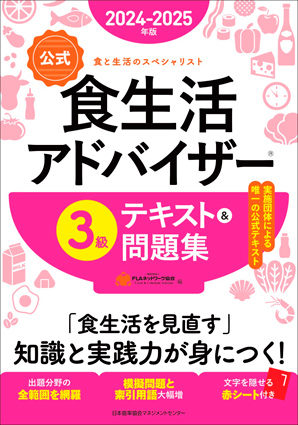 2024-2025
年版
公式
食と生活のスペシャリスト
食生活
アドバイザー®
3級
テキスト&
問題集
実施団体による
唯一の公式テキスト
FLAネットワーク協会
編
「食生活を見直す」
知識と実践力が身につく!
出題分野の
全範囲を網羅
模擬問題と
索引用語大幅増
文字を隠せる
赤シート付き
日本能率協会マネジメントセンター